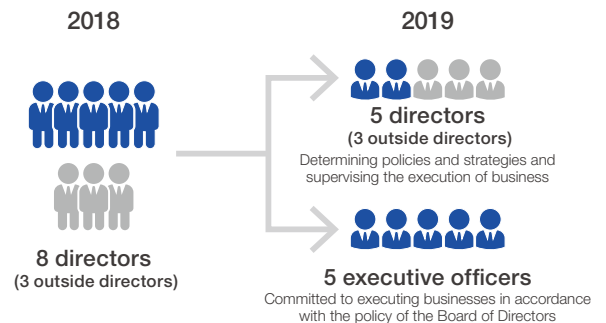 2018
8 directors
(3 outside directors)
2019
5 directors
(3 outside directors)
Determining policies and strategies and
supervising the execution of business
5 executive officers
Committed to executing businesses in accordance
with the policy of the Board of Directors